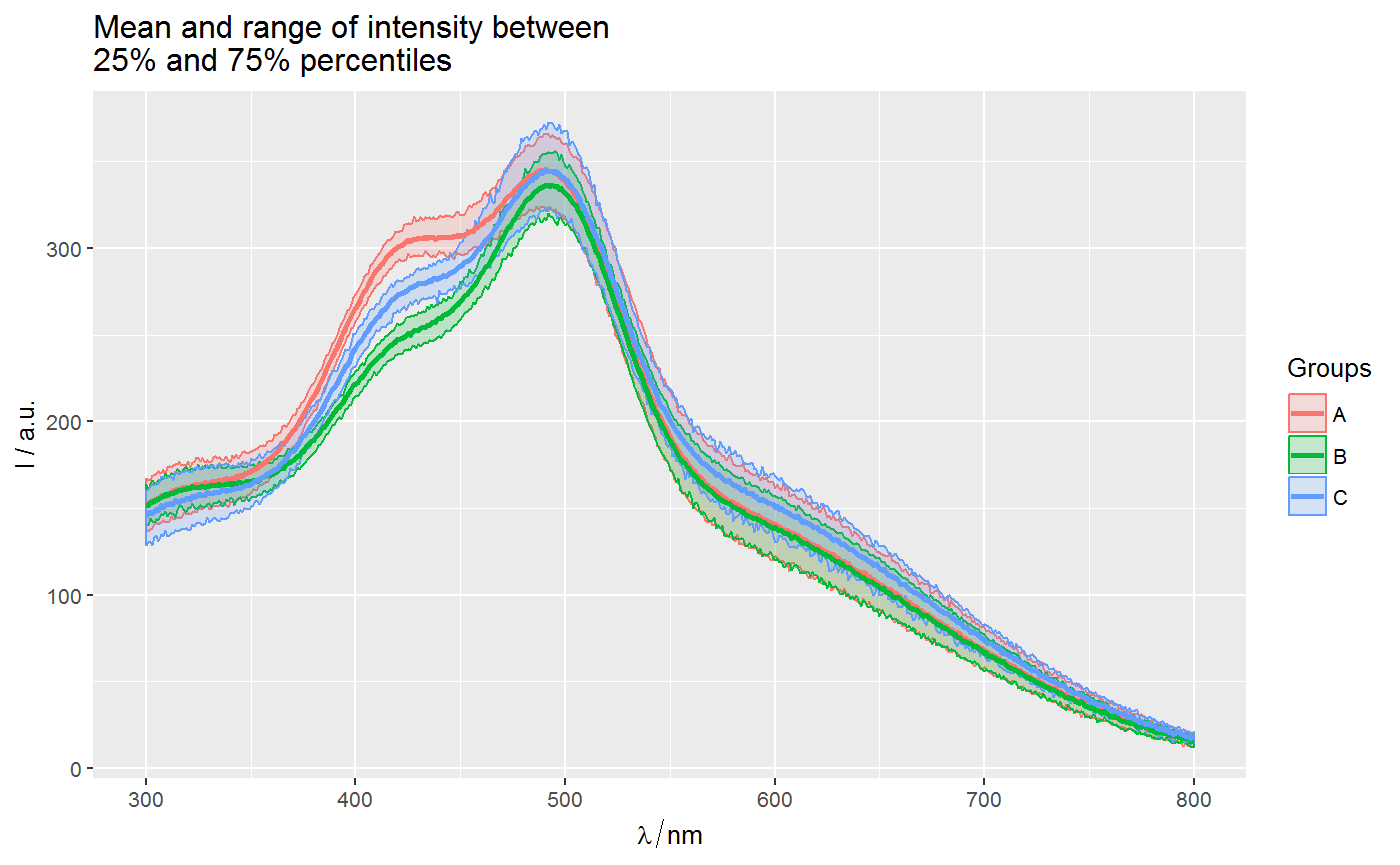 Mean and range of intensity between
25% and 75% percentiles
I / a.u.
300
200
100
0
300 400 500 600 700 800
λ/nm
Groups
A
B
C